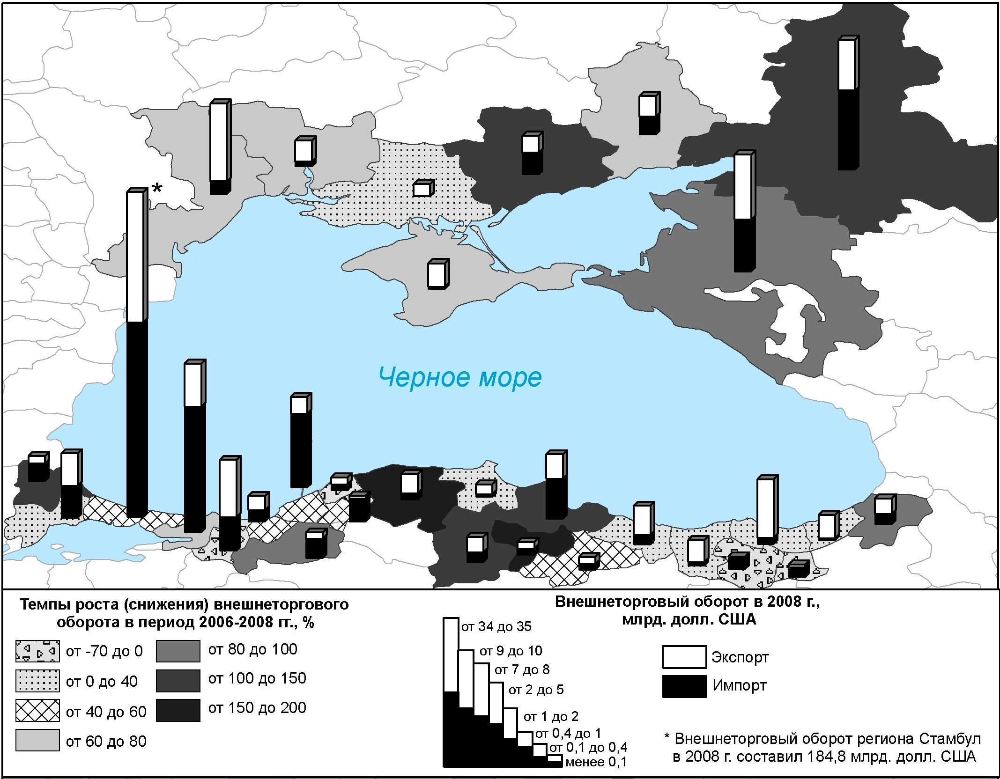 *
Черное море
Темпы роста (снижения) внешнеторгового
оборота в период 2006-2008 гг., %
от -70 до 0
от 0 до 40
от 40 до 60
от 60 до 80
от 80 до 100
от 100 до 150
от 150 до 200
Внешнеторговый оборот в 2008 г.,
млрд. долл. США
от 34 до 35
от 9 до 10
от 7 до 8
от 2 до 5
от 1 до 2
от 0,4 до 1
от 0,1 до 0,4
менее 0,1
Экспорт
Импорт
* Внешнеторговый оборот региона Стамбул
в 2008 г. составил 184,8 млрд. долл. США